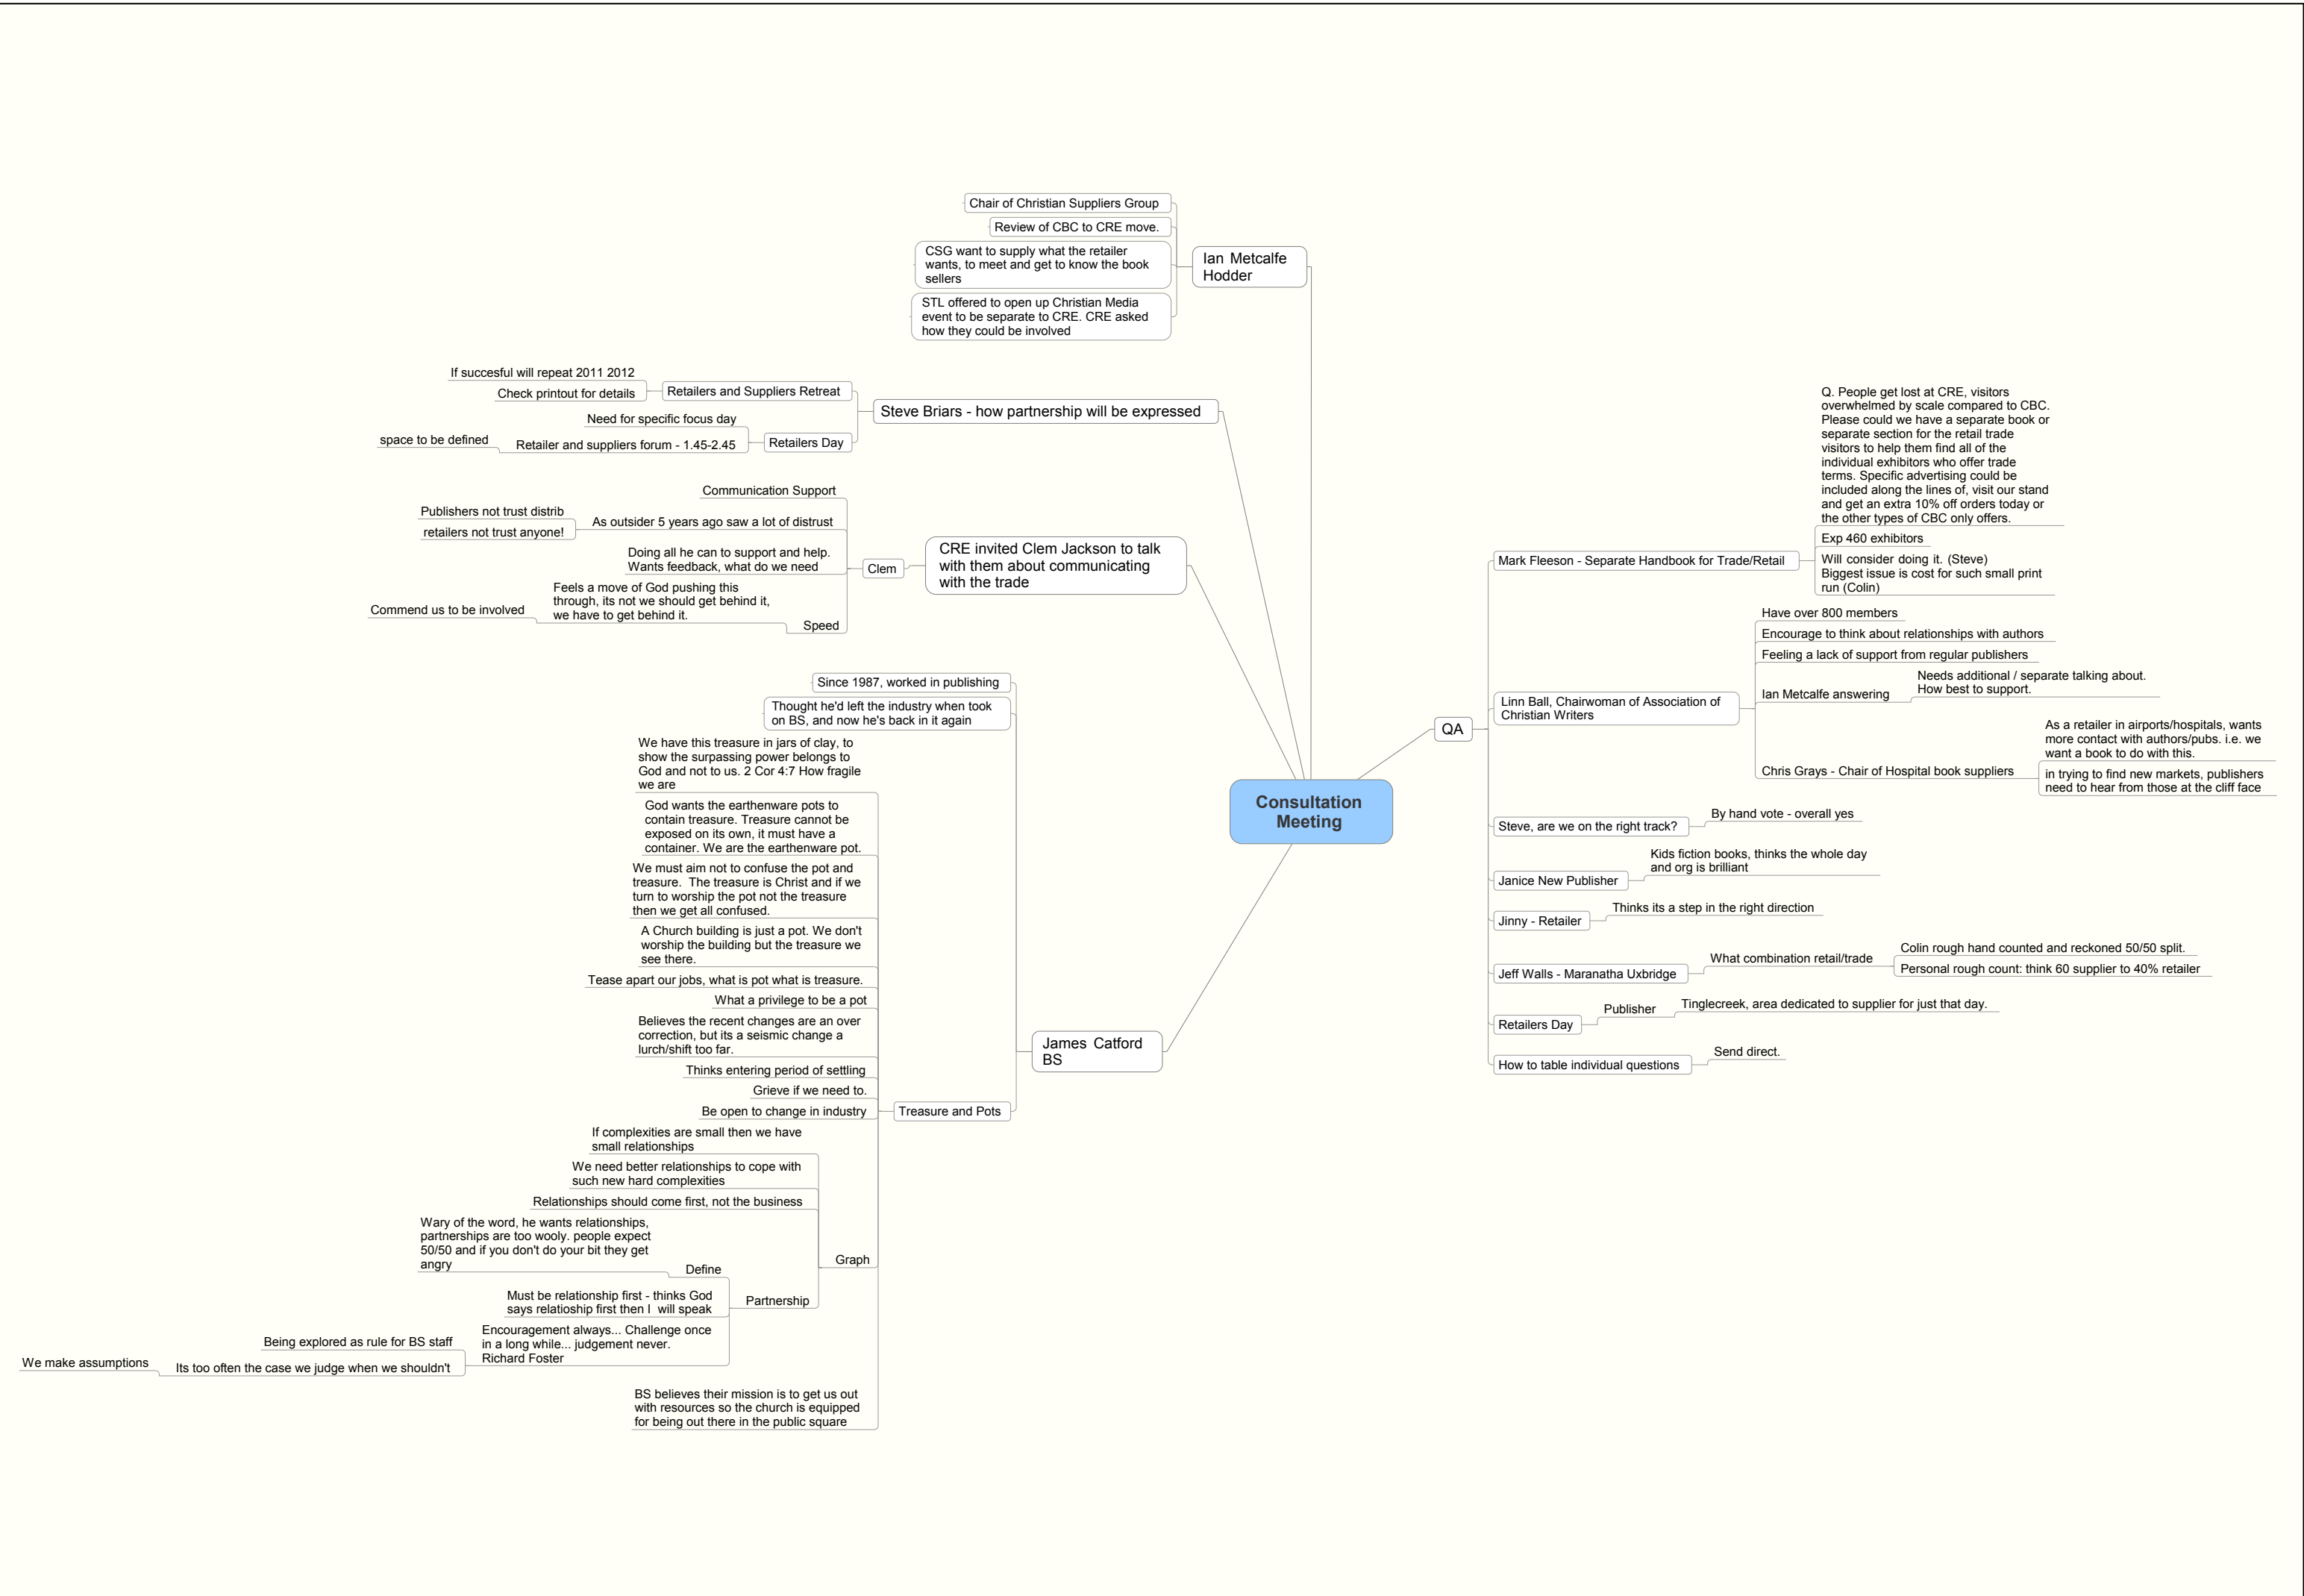 Consultation
Meeting
Ian Metcalfe
Hodder
Chair of Christian Suppliers Group
Review of CBC to CRE move.
CSG want to supply what the retailer
wants, to meet and get to know the book
sellers
STL offered to open up Christian Media
event to be separate to CRE. CRE asked
how they could be involved
Steve Briars - how partnership will be expressed
Retailers and Suppliers Retreat
If succesful will repeat 2011 2012
Check printout for details
Retailers Day
Need for specific focus day
Retailer and suppliers forum - 1.45-2.45
space to be defined
CRE invited Clem Jackson to talk
with them about communicating
with the trade
Clem
Communication Support
As outsider 5 years ago saw a lot of distrust
Publishers not trust distrib
retailers not trust anyone!
Doing all he can to support and help.
Wants feedback, what do we need
Speed
Feels a move of God pushing this
through, its not we should get behind it,
we have to get behind it.
Commend us to be involved
James Catford
BS
Since 1987, worked in publishing
Thought he'd left the industry when took
on BS, and now he's back in it again
Treasure and Pots
We have this treasure in jars of clay, to
show the surpassing power belongs to
God and not to us. 2 Cor 4:7 How fragile
we are
God wants the earthenware pots to
contain treasure. Treasure cannot be
exposed on its own, it must have a
container. We are the earthenware pot.
We must aim not to confuse the pot and
treasure.  The treasure is Christ and if we
turn to worship the pot not the treasure
then we get all confused.
A Church building is just a pot. We don't
worship the building but the treasure we
see there.
Tease apart our jobs, what is pot what is treasure.
What a privilege to be a pot
Believes the recent changes are an over
correction, but its a seismic change a
lurch/shift too far.
Thinks entering period of settling
Grieve if we need to.
Be open to change in industry
Graph
If complexities are small then we have
small relationships
We need better relationships to cope with
such new hard complexities
Relationships should come first, not the business
Partnership
Define
Wary of the word, he wants relationships,
partnerships are too wooly. people expect
50/50 and if you don't do your bit they get
angry
Must be relationship first - thinks God
says relatioship first then I  will speak
Encouragement always... Challenge once
in a long while... judgement never.
Richard Foster
Being explored as rule for BS staff
Its too often the case we judge when we shouldn't
We make assumptions
BS believes their mission is to get us out
with resources so the church is equipped
for being out there in the public square
QA
Mark Fleeson - Separate Handbook for Trade/Retail
Q. People get lost at CRE, visitors
overwhelmed by scale compared to CBC.
Please could we have a separate book or
separate section for the retail trade
visitors to help them find all of the
individual exhibitors who offer trade
terms. Specific advertising could be
included along the lines of, visit our stand
and get an extra 10% off orders today or
the other types of CBC only offers.
Exp 460 exhibitors
Will consider doing it. (Steve)
Biggest issue is cost for such small print
run (Colin)
Linn Ball, Chairwoman of Association of
Christian Writers
Have over 800 members
Encourage to think about relationships with authors
Feeling a lack of support from regular publishers
Ian Metcalfe answering
Needs additional / separate talking about.
How best to support.
Chris Grays - Chair of Hospital book suppliers
As a retailer in airports/hospitals, wants
more contact with authors/pubs. i.e. we
want a book to do with this.
in trying to find new markets, publishers
need to hear from those at the cliff face
Steve, are we on the right track?
By hand vote - overall yes
Janice New Publisher
Kids fiction books, thinks the whole day
and org is brilliant
Jinny - Retailer
Thinks its a step in the right direction
Jeff Walls - Maranatha Uxbridge
What combination retail/trade
Colin rough hand counted and reckoned 50/50 split.
Personal rough count: think 60 supplier to 40% retailer
Retailers Day
Publisher
Tinglecreek, area dedicated to supplier for just that day.
How to table individual questions
Send direct.